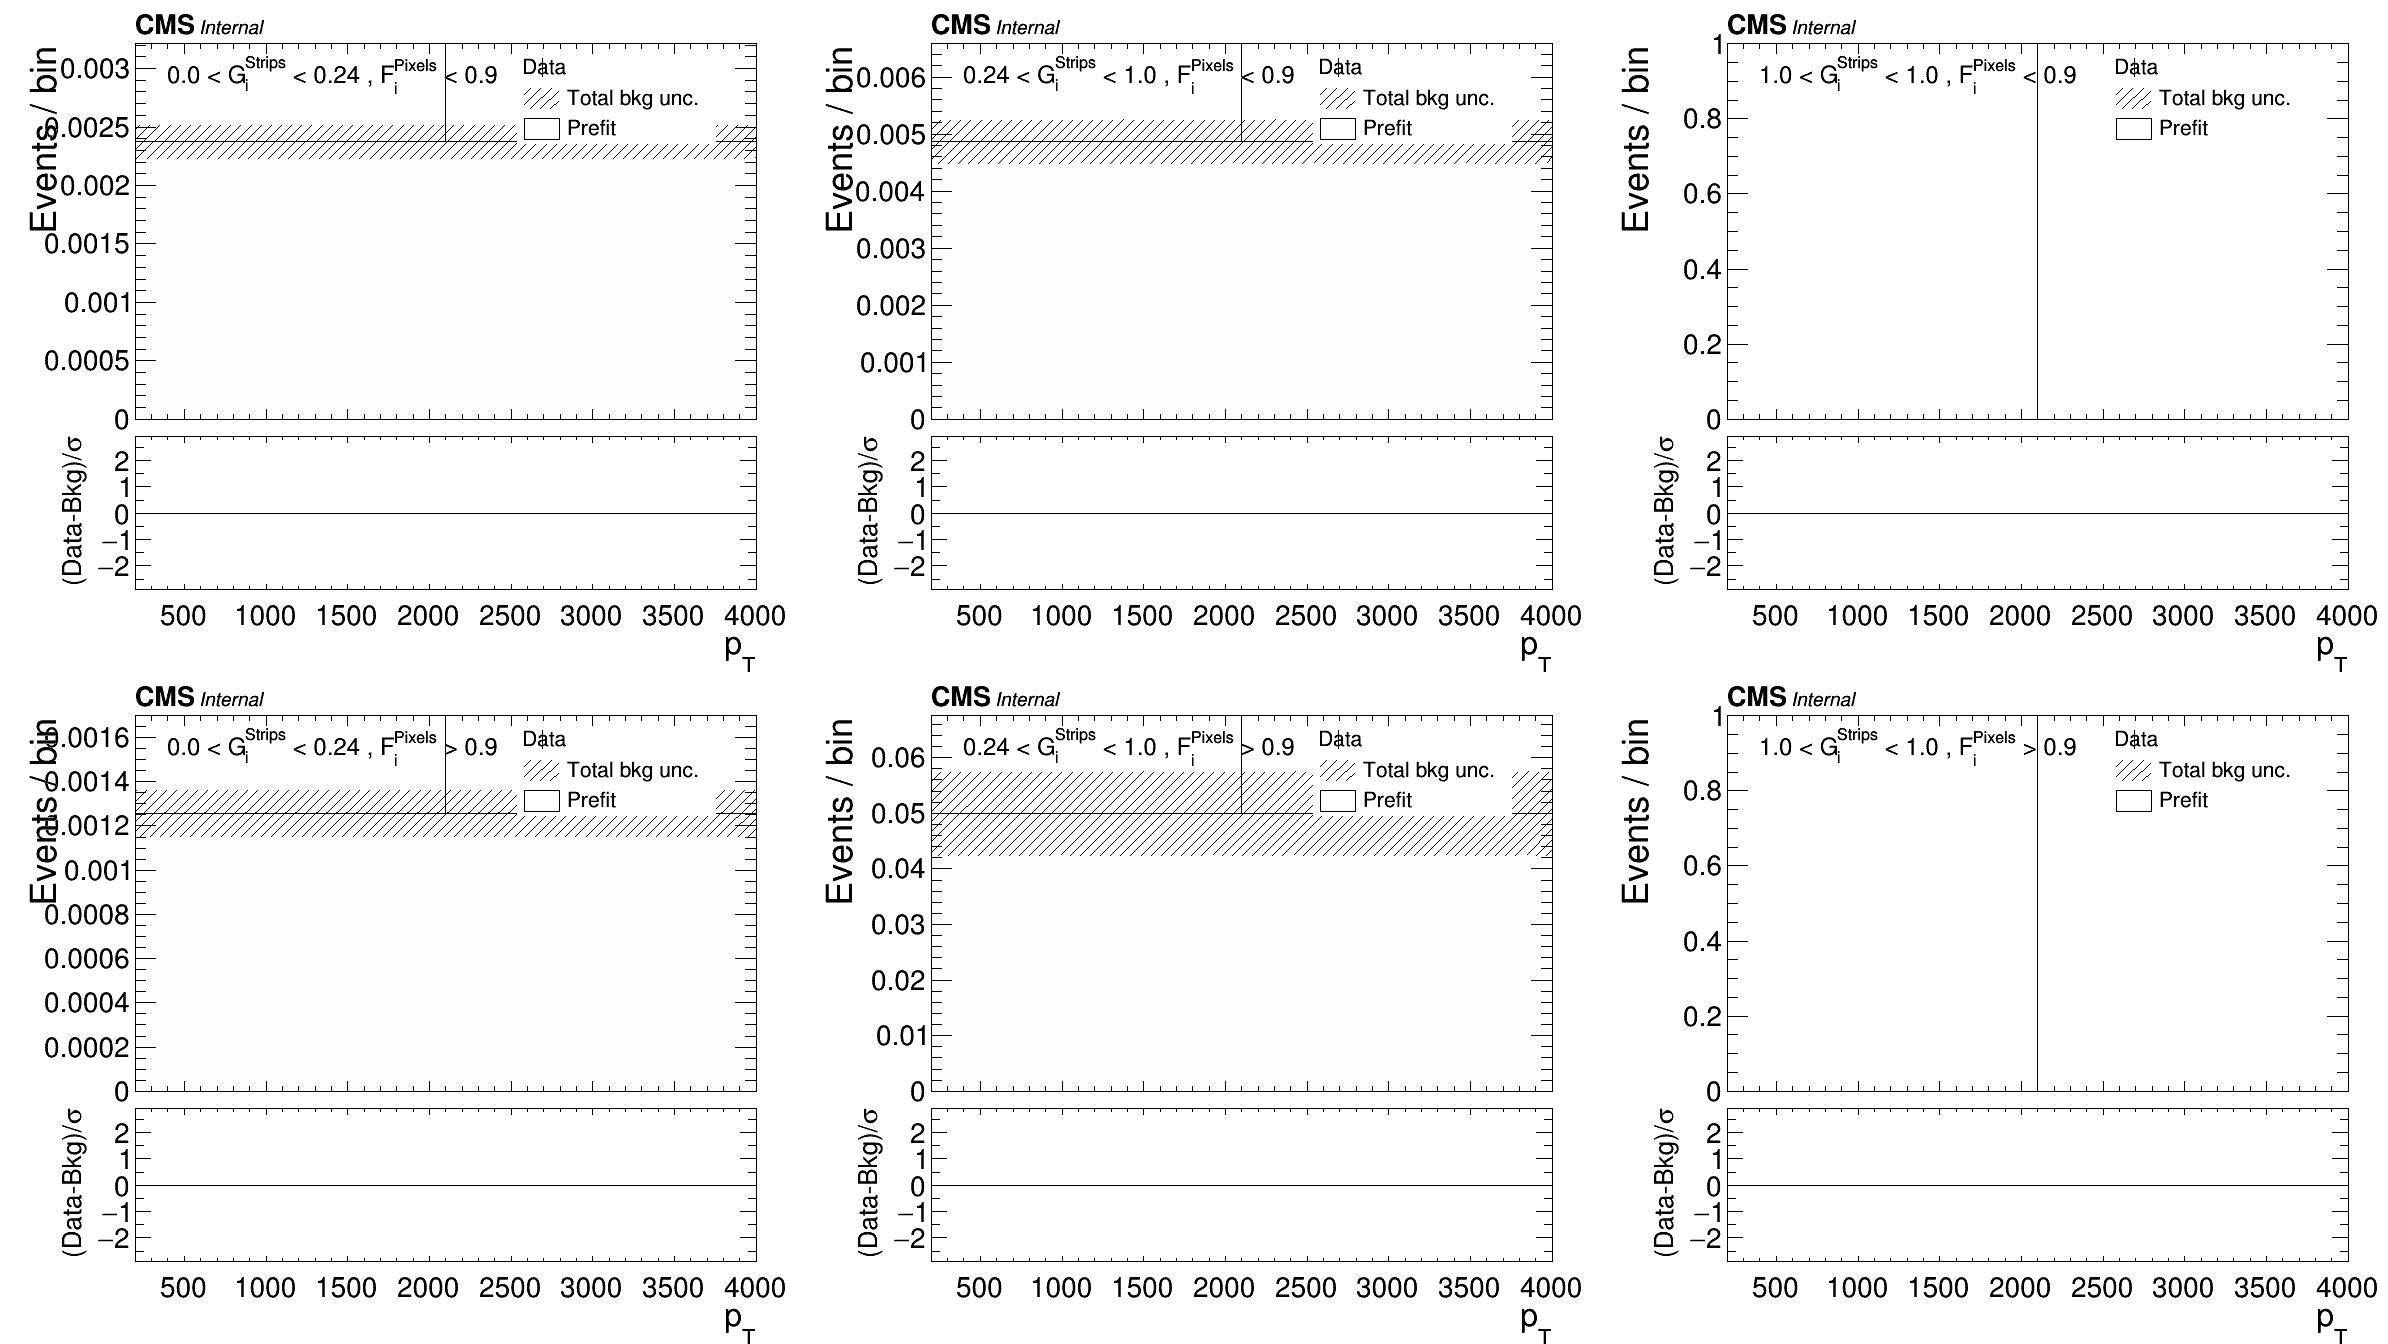 CMS Internal
0.0 < G_i^Strips < 0.24 , F_i^Pixels < 0.9
Data
Total bkg unc.
Prefit
Events / bin
0.003
0.0025
0.002
0.0015
0.001
0.0005
0
(Data-Bkg)/σ
2
1
0
−1
−2
500 1000 1500 2000 2500 3000 3500 4000
p_T
CMS Internal
0.24 < G_i^Strips < 1.0 , F_i^Pixels < 0.9
Data
Total bkg unc.
Prefit
Events / bin
0.006
0.005
0.004
0.003
0.002
0.001
0
(Data-Bkg)/σ
2
1
0
−1
−2
500 1000 1500 2000 2500 3000 3500 4000
p_T
CMS Internal
1.0 < G_i^Strips < 1.0 , F_i^Pixels < 0.9
Data
Total bkg unc.
Prefit
Events / bin
1
0.8
0.6
0.4
0.2
0
(Data-Bkg)/σ
2
1
0
−1
−2
500 1000 1500 2000 2500 3000 3500 4000
p_T
CMS Internal
0.0 < G_i^Strips < 0.24 , F_i^Pixels > 0.9
Data
Total bkg unc.
Prefit
Events / bin
0.0016
0.0014
0.0012
0.001
0.0008
0.0006
0.0004
0.0002
0
(Data-Bkg)/σ
2
1
0
−1
−2
500 1000 1500 2000 2500 3000 3500 4000
p_T
CMS Internal
0.24 < G_i^Strips < 1.0 , F_i^Pixels > 0.9
Data
Total bkg unc.
Prefit
Events / bin
0.06
0.05
0.04
0.03
0.02
0.01
0
(Data-Bkg)/σ
2
1
0
−1
−2
500 1000 1500 2000 2500 3000 3500 4000
p_T
CMS Internal
1.0 < G_i^Strips < 1.0 , F_i^Pixels > 0.9
Data
Total bkg unc.
Prefit
Events / bin
1
0.8
0.6
0.4
0.2
0
(Data-Bkg)/σ
2
1
0
−1
−2
500 1000 1500 2000 2500 3000 3500 4000
p_T